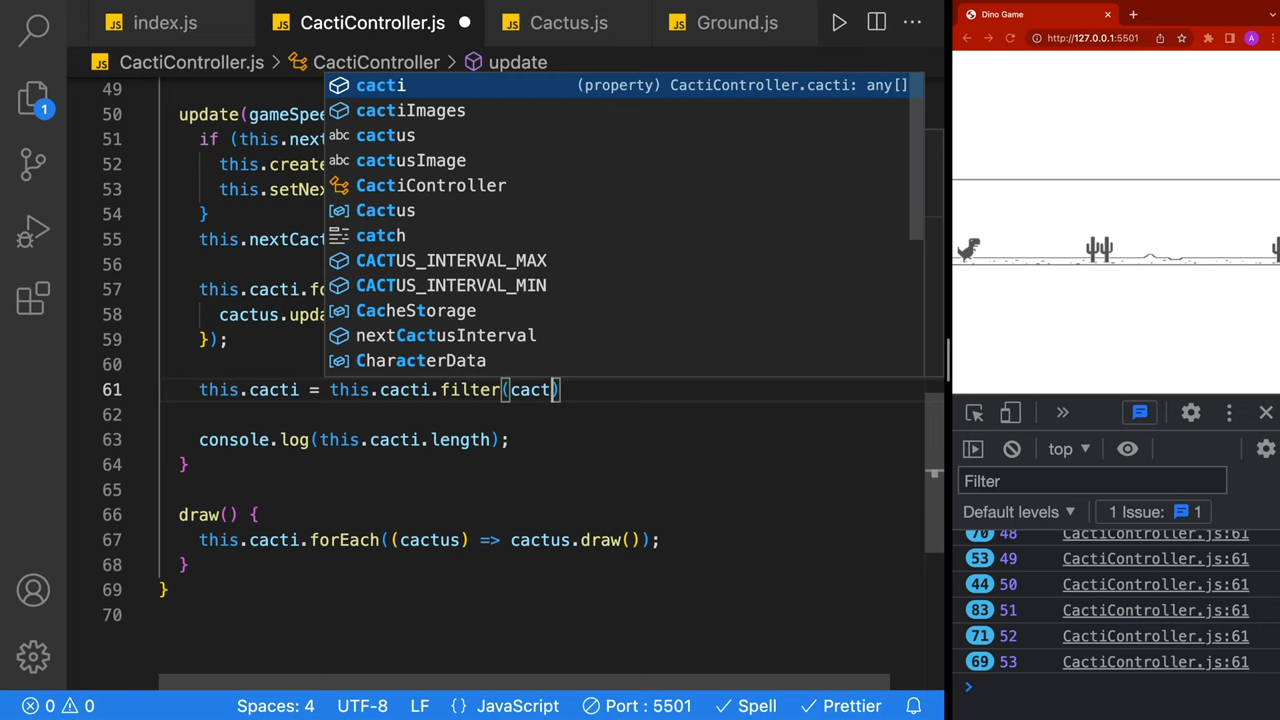 index.js
CactiController.js
Cactus.js
Ground.js
CactiController.js > CactiController > update
49
50 update(gameSpee
51 if (this.next
52 this.create
53 this.setNex
54 }
55 this.nextCact
56
57 this.cacti.fo
58 cactus.upda
59 });
60
61 this.cacti = this.cacti.filter(cact)
62
63 console.log(this.cacti.length);
64 }
65
66 draw() {
67 this.cacti.forEach((cactus) => cactus.draw());
68 }
69 }
70
cacti (property) CactiController.cacti: any[]
cactiImages
abc cactus
abc cactusImage
CactiController
Cactus
catch
CACTUS_INTERVAL_MAX
CACTUS_INTERVAL_MIN
CacheStorage
nextCactusInterval
CharacterData
1
0 0 Spaces: 4 UTF-8 LF {} JavaScript Port : 5501 Spell Prettier
Dino Game
http://127.0.0.1:5501
A
top
Filter
Default levels 1 Issue: 1
70 48 CactiController.js:61
53 49 CactiController.js:61
44 50 CactiController.js:61
83 51 CactiController.js:61
71 52 CactiController.js:61
69 53 CactiController.js:61